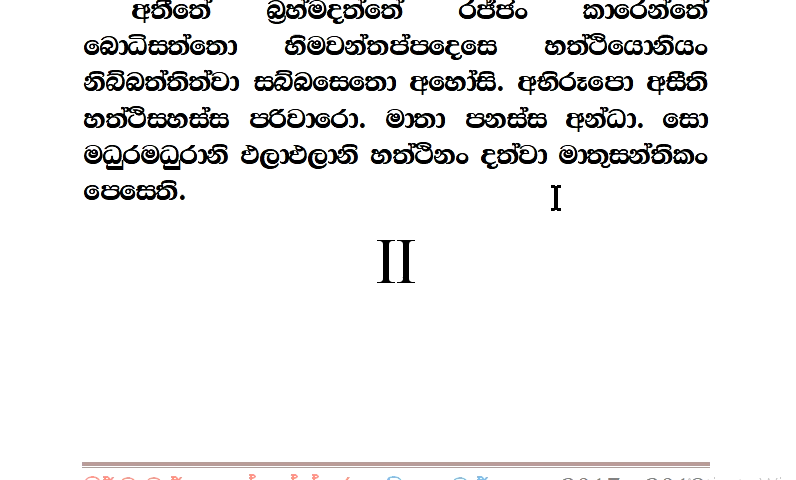 අතීතේ බ්‍රහ්මදත්තේ රජ්ජං කාරෙන්තේ
බොධිසත්තො හිමවන්තප්පදෙසෙ හත්ථියොනියං
නිබ්බත්තිත්වා සබ්බසෙතො අහෝසි. අභිරූපො අසීති
හත්ථිසහස්ස පරිවාරො. මාතා පනස්ස අන්ධා. සො
මධුරමධුරානි ඵලාඵලානි හත්ථිනං දත්වා මාතුසන්තිකං
පෙසෙති.
II